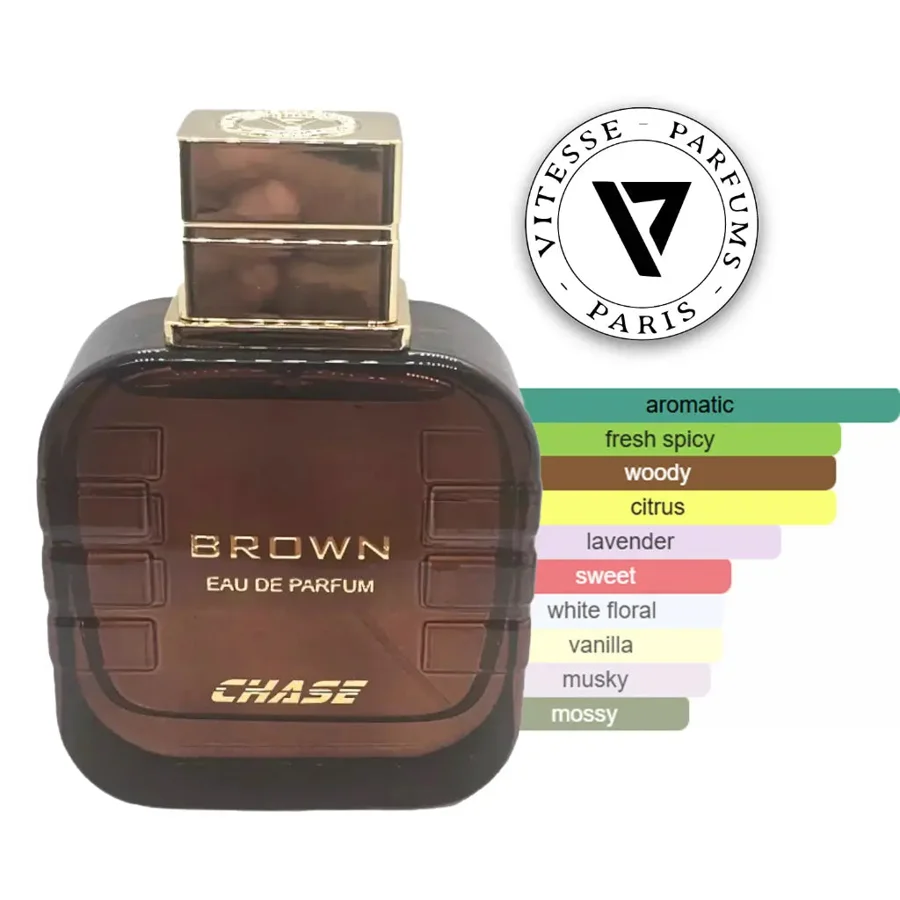 VITESSE - PARFUMS - PARIS -
aromatic
fresh spicy
woody
citrus
lavender
sweet
white floral
vanilla
musky
mossy
BROWN
EAU DE PARFUM
CHASE